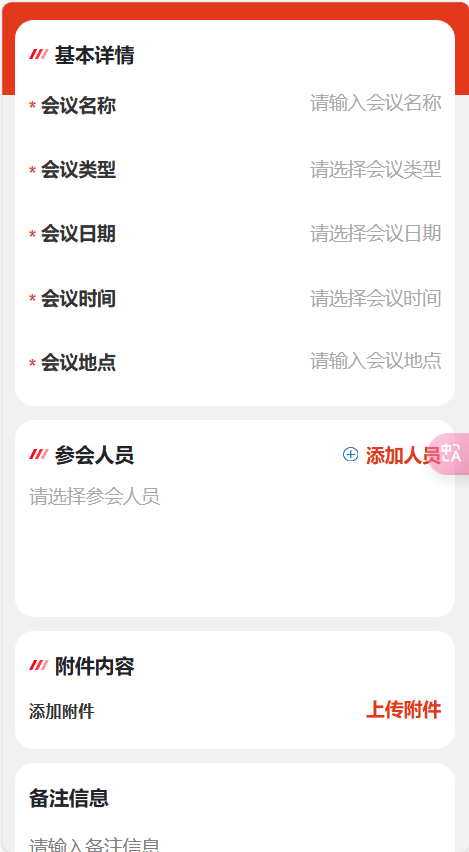 基本详情
* 会议名称 请输入会议名称
* 会议类型 请选择会议类型
* 会议日期 请选择会议日期
* 会议时间 请选择会议时间
* 会议地点 请输入会议地点
参会人员 添加人员
请选择参会人员
附件内容
添加附件 上传附件
备注信息
请输入备注信息